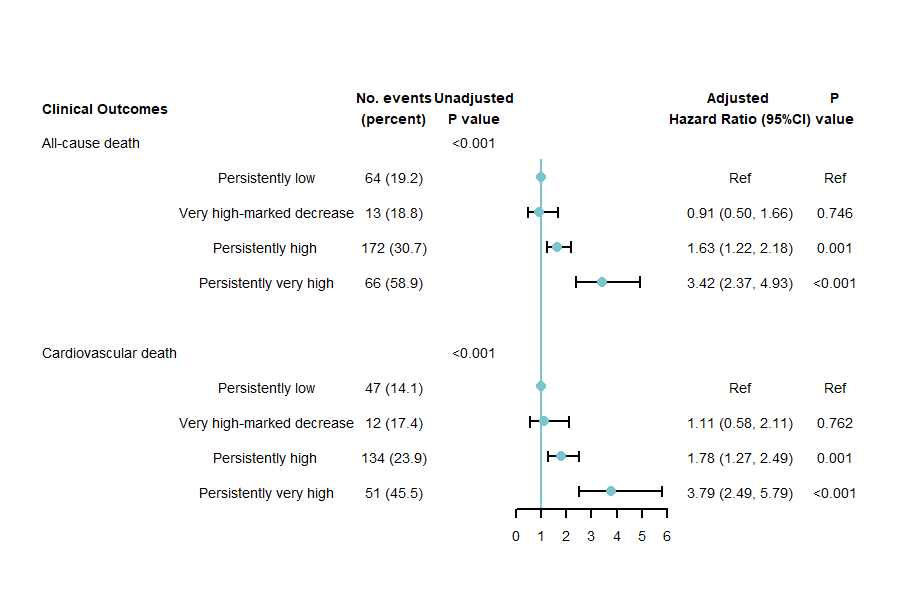 Clinical Outcomes No. events Unadjusted Adjusted P
(percent) P value Hazard Ratio (95%CI) value
All-cause death <0.001
Persistently low 64 (19.2) Ref Ref
Very high-marked decrease 13 (18.8) 0.91 (0.50, 1.66) 0.746
Persistently high 172 (30.7) 1.63 (1.22, 2.18) 0.001
Persistently very high 66 (58.9) 3.42 (2.37, 4.93) <0.001
Cardiovascular death <0.001
Persistently low 47 (14.1) Ref Ref
Very high-marked decrease 12 (17.4) 1.11 (0.58, 2.11) 0.762
Persistently high 134 (23.9) 1.78 (1.27, 2.49) 0.001
Persistently very high 51 (45.5) 3.79 (2.49, 5.79) <0.001
0 1 2 3 4 5 6